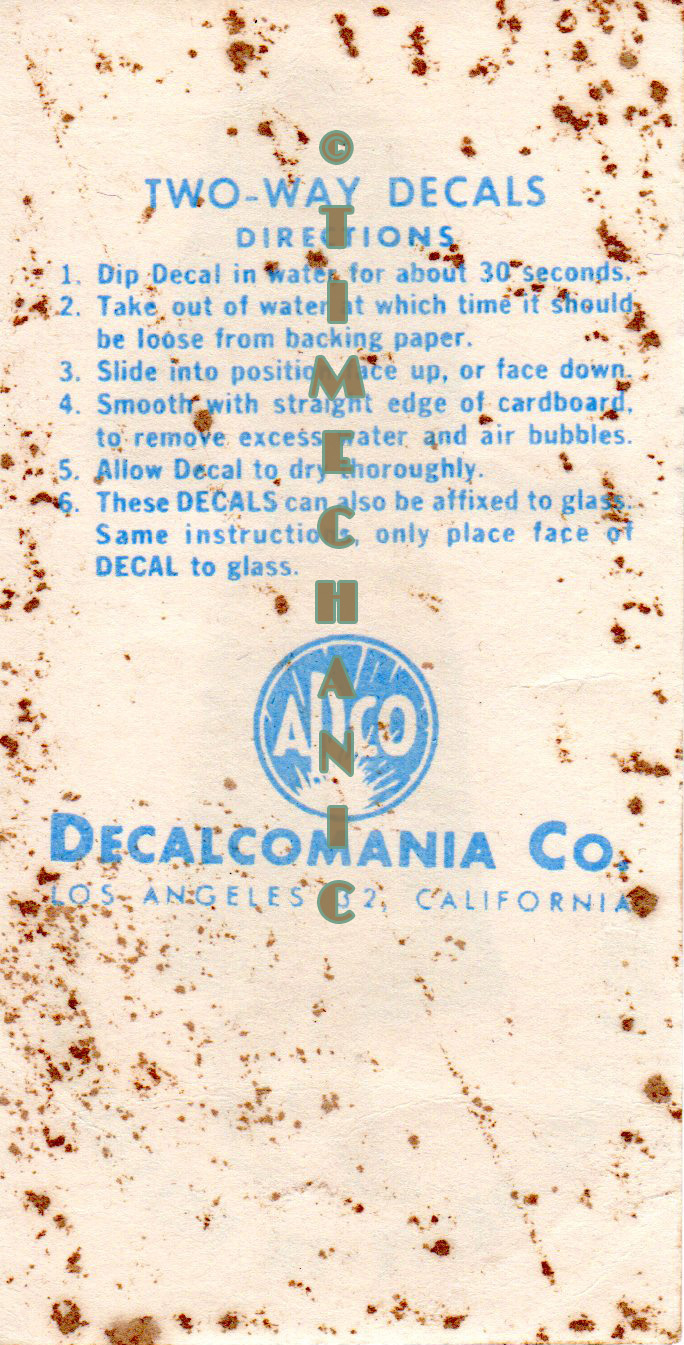 TWO-WAY DECALS
DIRECTIONS
1. Dip Decal in water for about 30 seconds.
2. Take out of water at which time it should
be loose from backing paper.
3. Slide into position face up, or face down.
4. Smooth with straight edge of cardboard,
to remove excess water and air bubbles.
5. Allow Decal to dry thoroughly.
6. These DECALS can also be affixed to glass.
Same instructions, only place face of
DECAL to glass.
DECALCOMANIA CO.
LOS ANGELES 32, CALIFORNIA
© TIMECHANIC